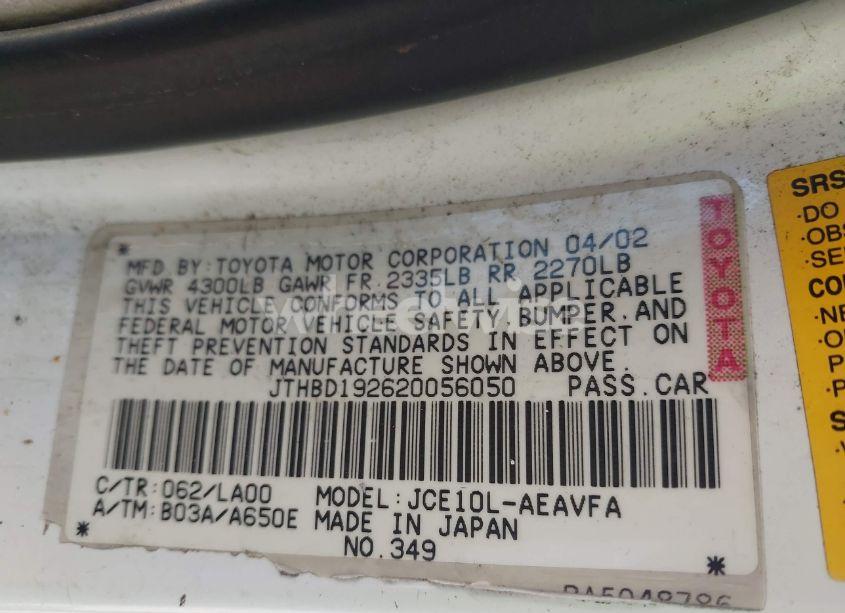 MFD BY: TOYOTA MOTOR CORPORATION 04/02
GVWR 4300LB GAWR FR 2335LB RR 2270LB
THIS VEHICLE CONFORMS TO ALL APPLICABLE
FEDERAL MOTOR VEHICLE SAFETY, BUMPER, AND
THEFT PREVENTION STANDARDS IN EFFECT ON
THE DATE OF MANUFACTURE SHOWN ABOVE.
JTHBD192620056050 PASS.CAR
C/TR: 062/LA00 MODEL: JCE10L-AEAVFA
A/TM: B03A/A650E MADE IN JAPAN
NO.349
TOYOTA
SRS
·DO